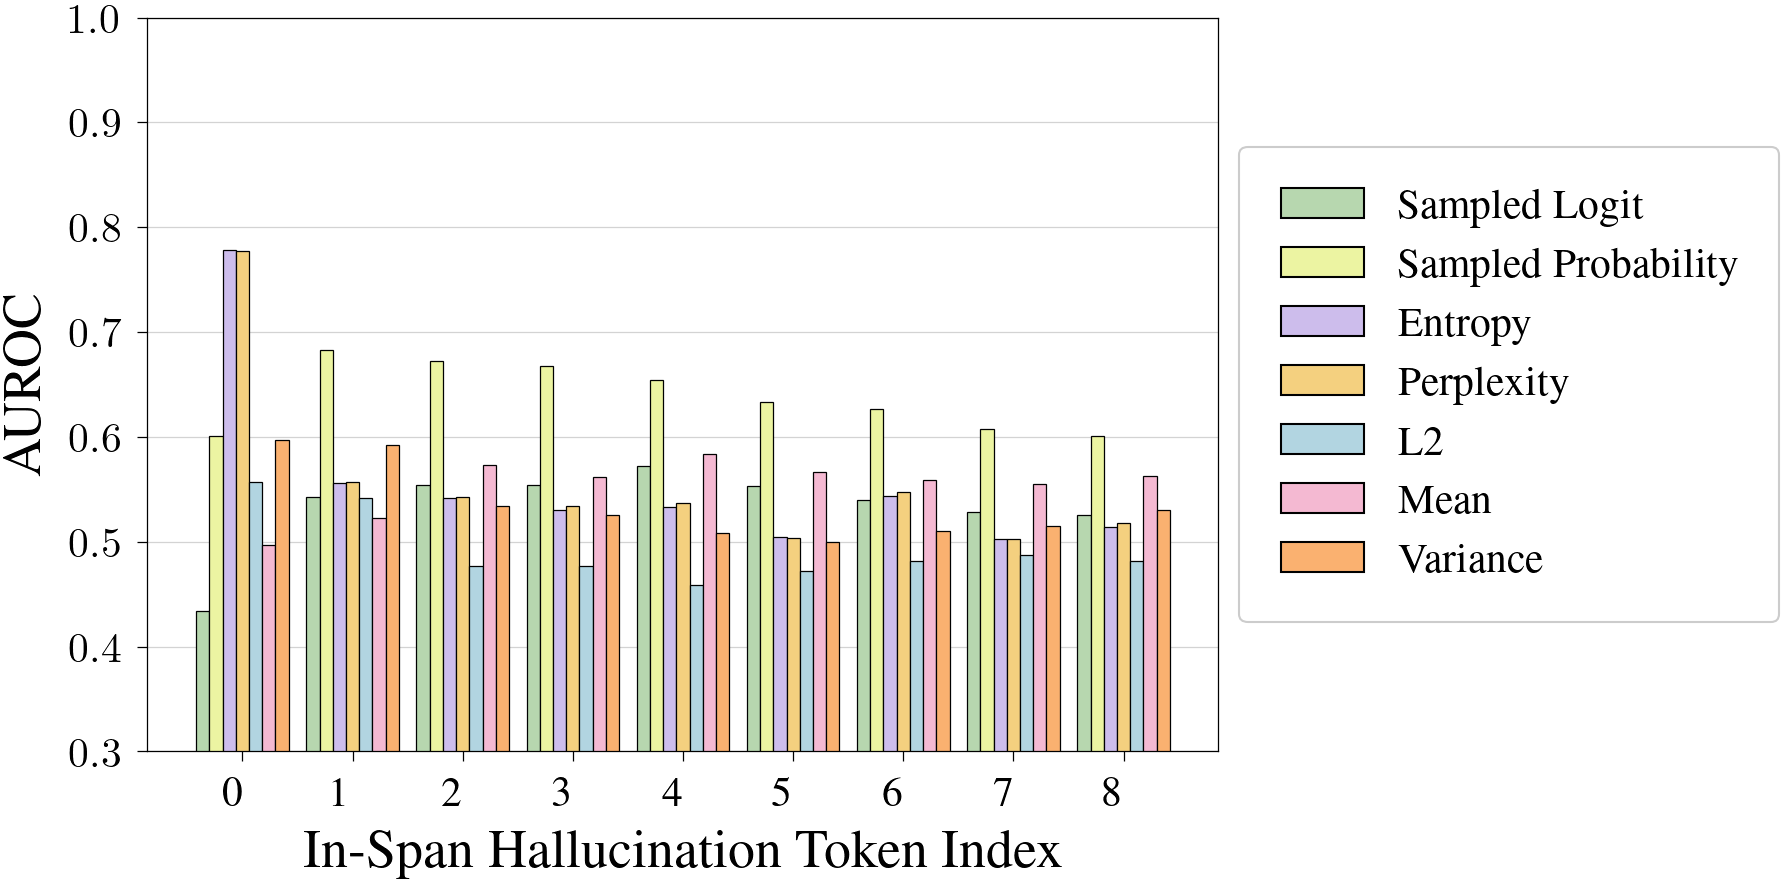 1.0
0.9
0.8
0.7
0.6
0.5
0.4
0.3
AUROC
0 1 2 3 4 5 6 7 8
In-Span Hallucination Token Index
Sampled Logit
Sampled Probability
Entropy
Perplexity
L2
Mean
Variance